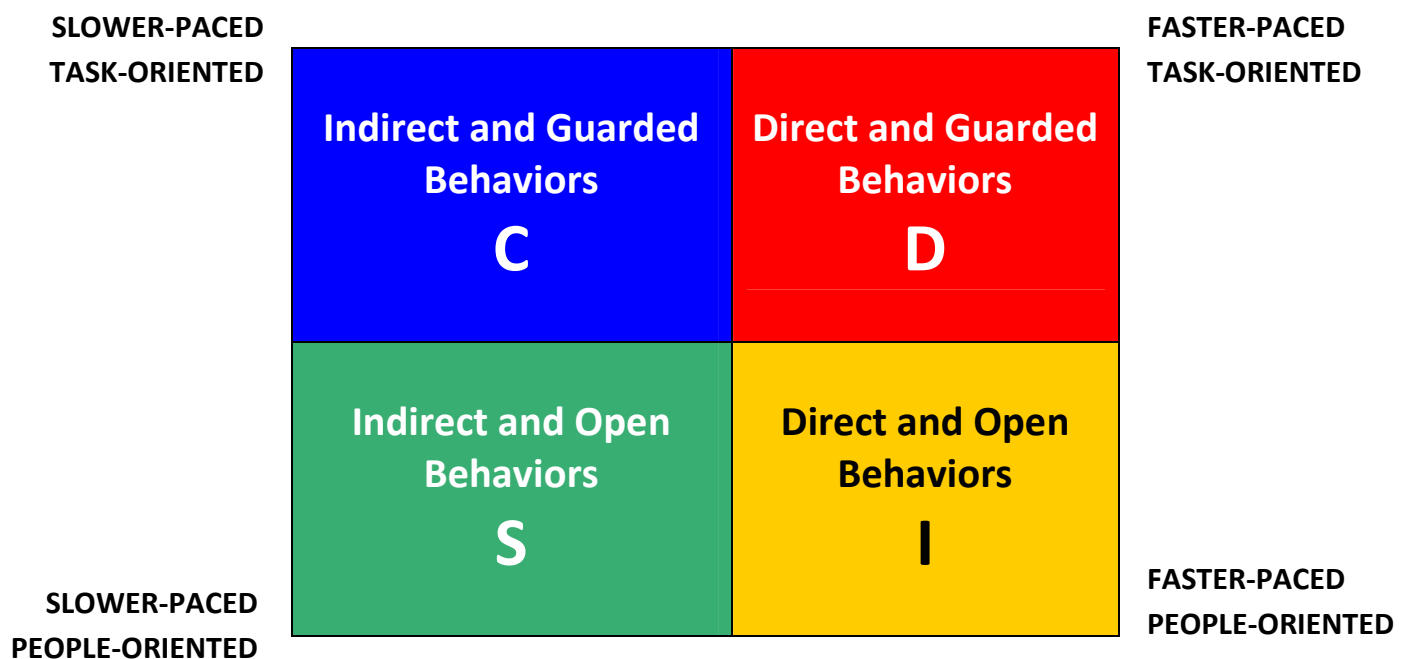 SLOWER-PACED
TASK-ORIENTED
FASTER-PACED
TASK-ORIENTED
Indirect and Guarded
Behaviors
C
Direct and Guarded
Behaviors
D
Indirect and Open
Behaviors
S
Direct and Open
Behaviors
I
SLOWER-PACED
PEOPLE-ORIENTED
FASTER-PACED
PEOPLE-ORIENTED